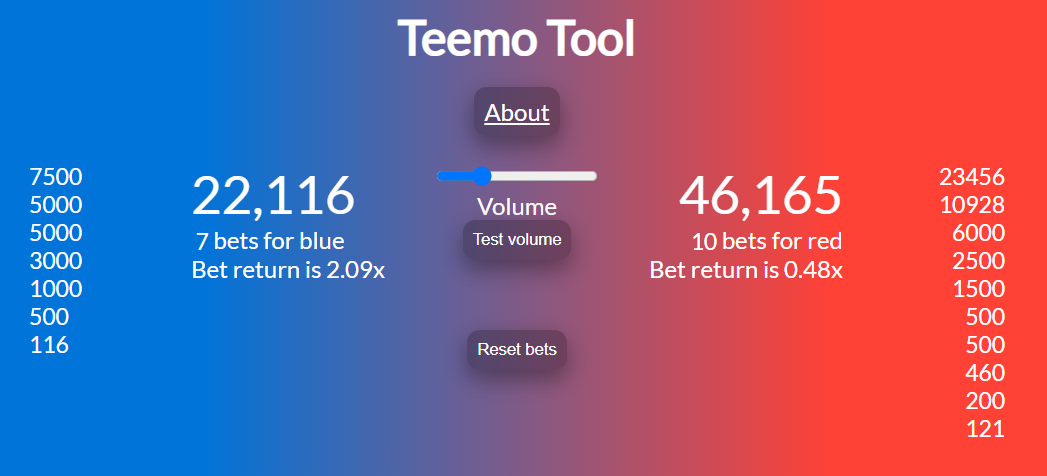 Teemo Tool
About
7500
5000
5000
3000
1000
500
116
22,116
7 bets for blue
Bet return is 2.09x
Volume
Test volume
Reset bets
46,165
10 bets for red
Bet return is 0.48x
23456
10928
6000
2500
1500
500
500
460
200
121